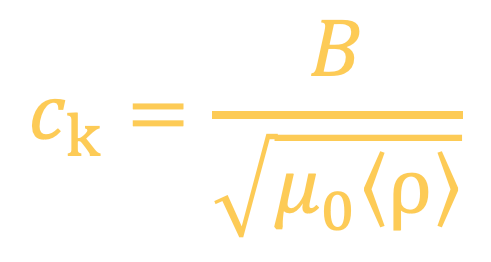 c_k = B / √(μ₀⟨ρ⟩)